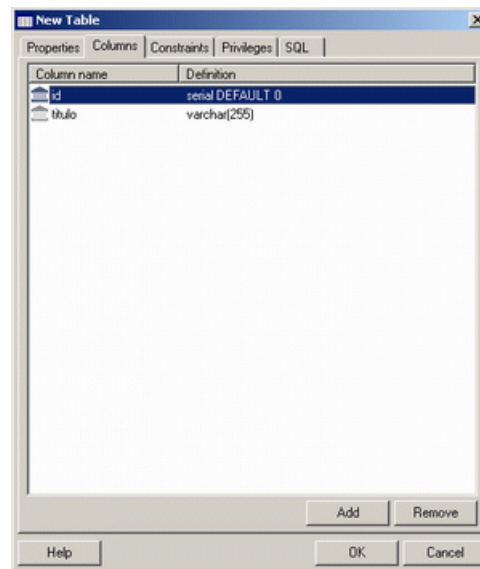 New Table
Properties Columns Constraints Privileges SQL
Column name Definition
id serial DEFAULT 0
título varchar(255)
Add Remove
Help OK Cancel